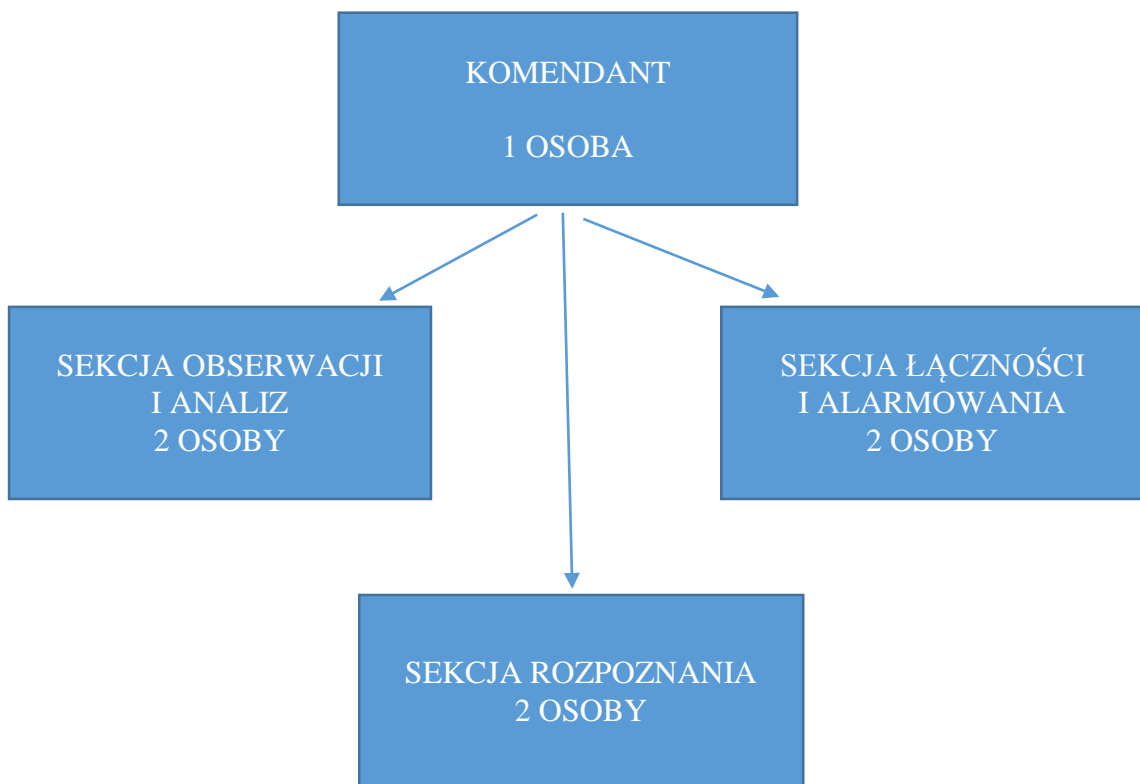 KOMENDANT
1 OSOBA
SEKCJA OBSERWACJI
I ANALIZ
2 OSOBY
SEKCJA ŁĄCZNOŚCI
I ALARMOWANIA
2 OSOBY
SEKCJA ROZPOZNANIA
2 OSOBY